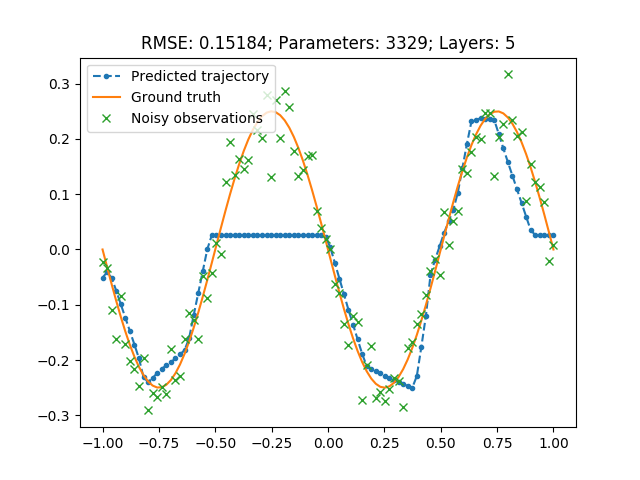 RMSE: 0.15184; Parameters: 3329; Layers: 5
Predicted trajectory
Ground truth
Noisy observations
0.3
0.2
0.1
0.0
−0.1
−0.2
−0.3
−1.00 −0.75 −0.50 −0.25 0.00 0.25 0.50 0.75 1.00